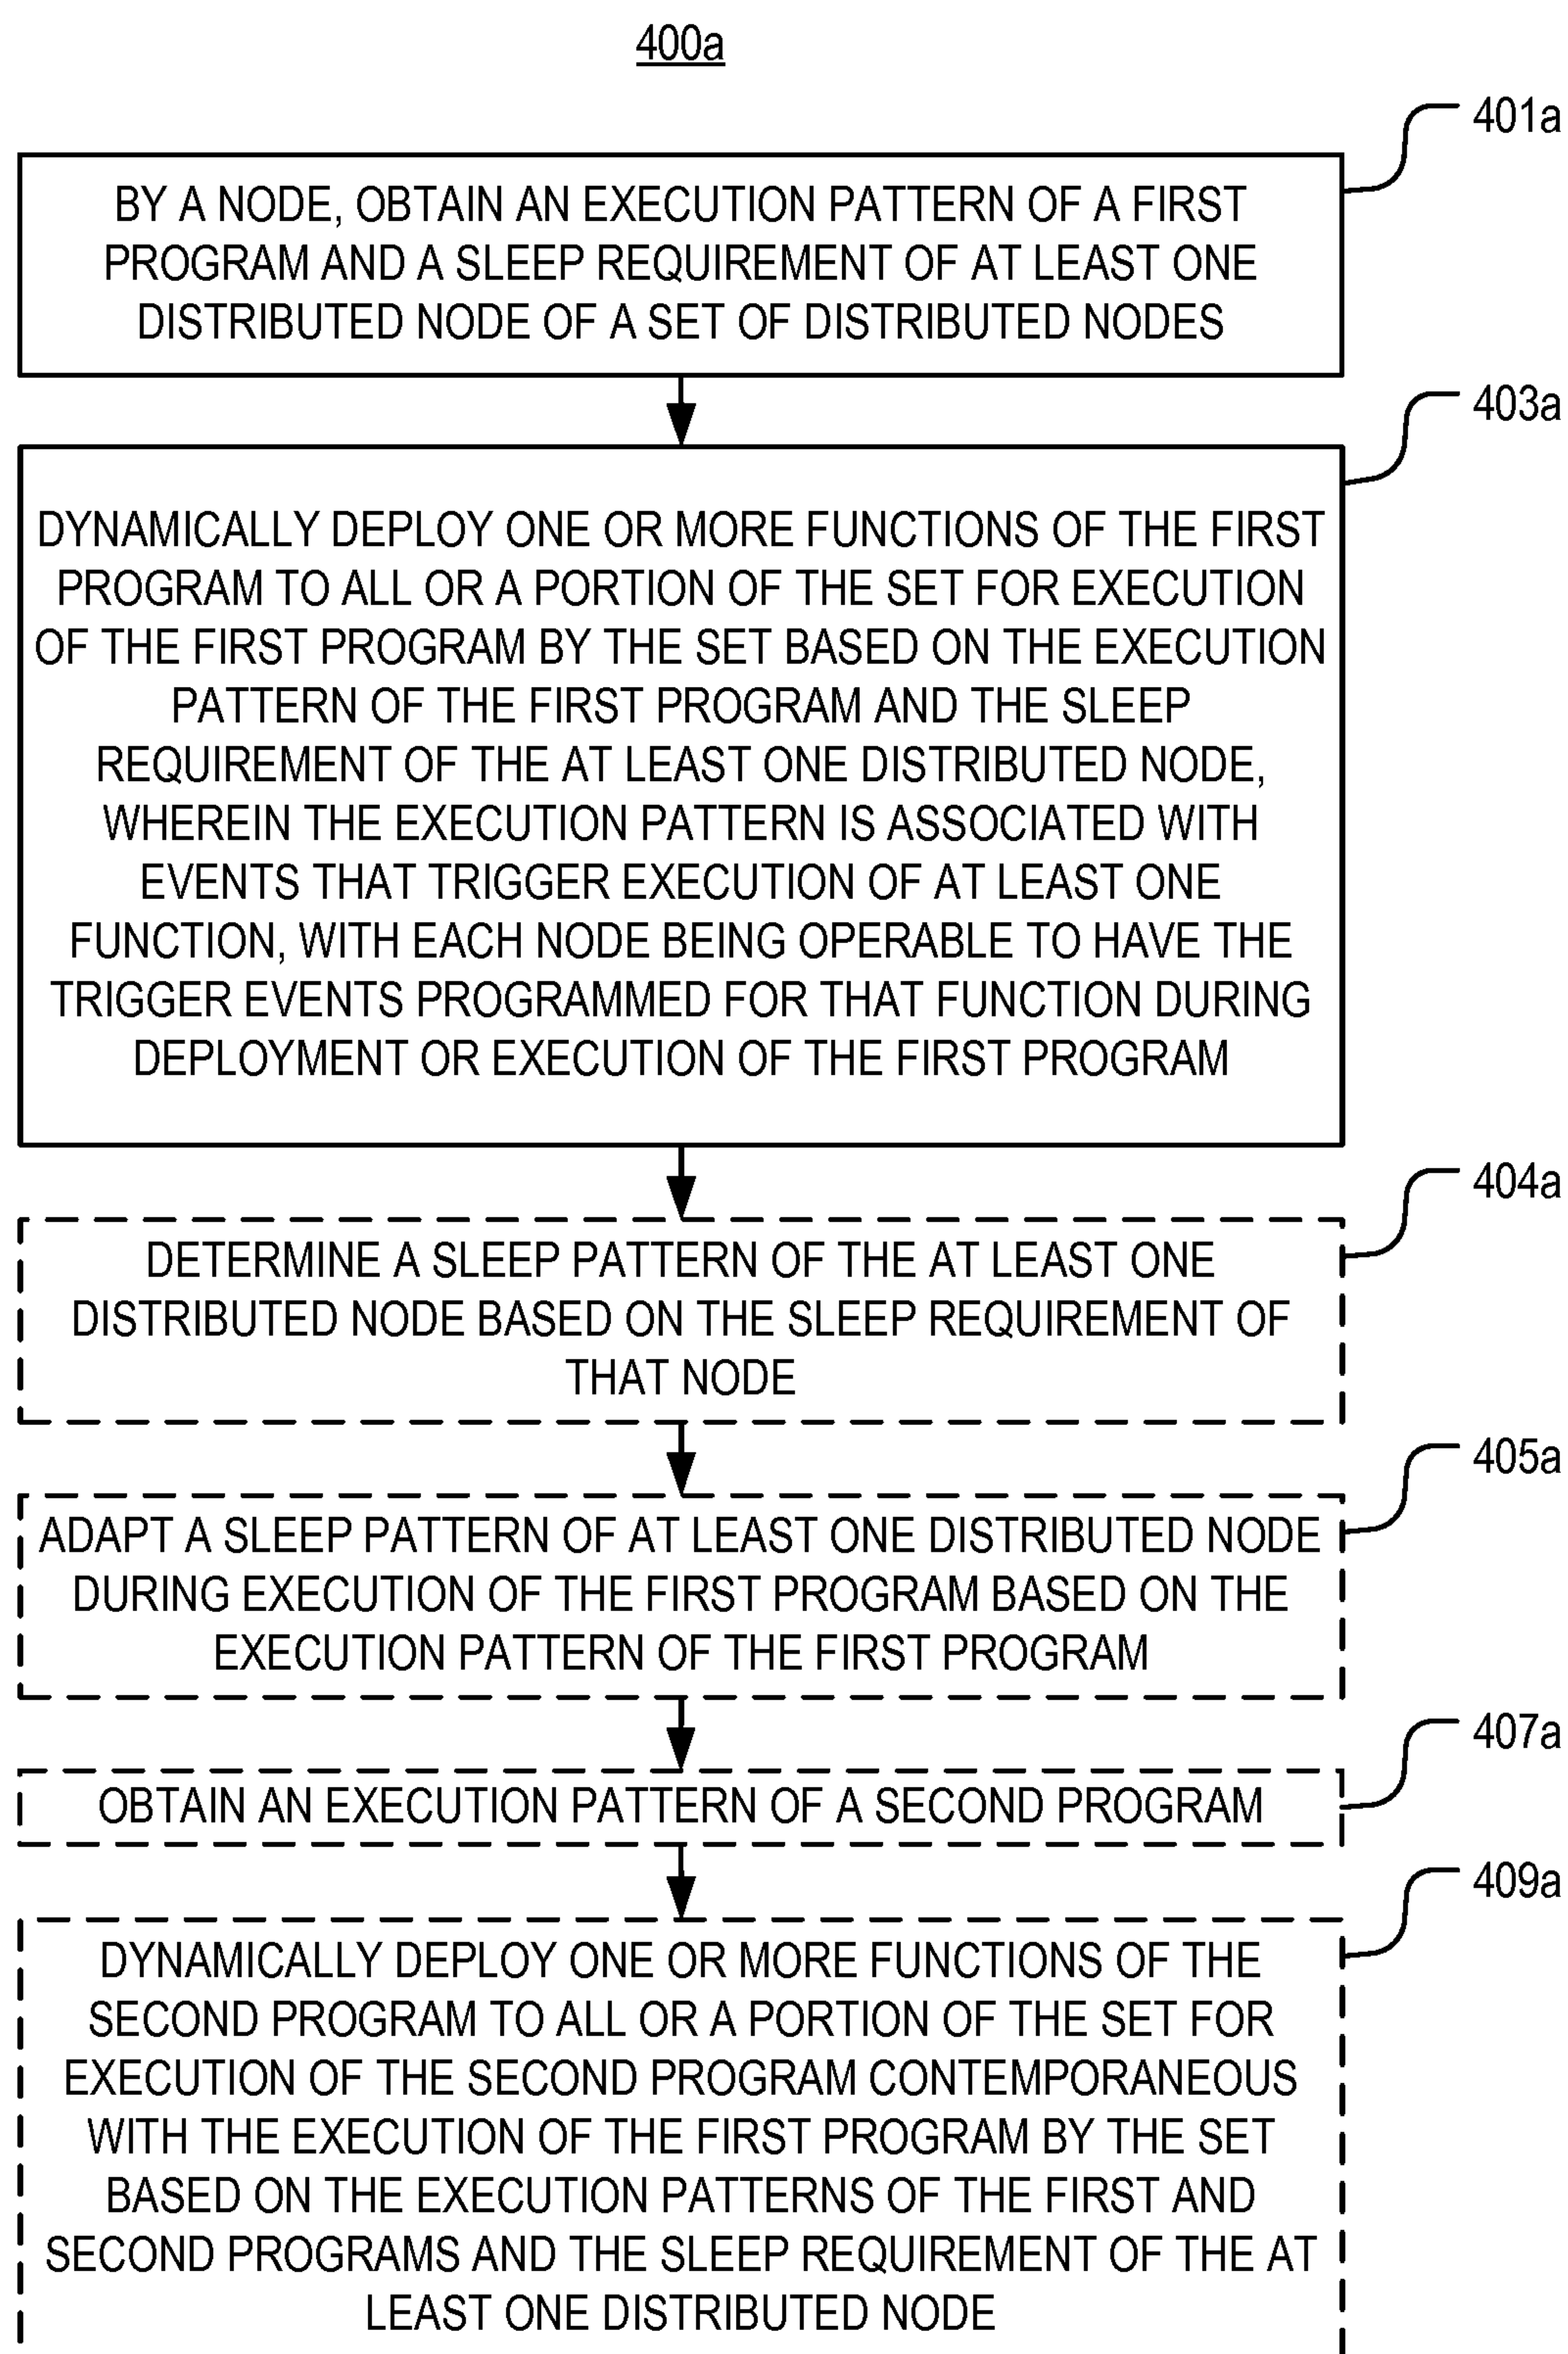 400a
401a
BY A NODE, OBTAIN AN EXECUTION PATTERN OF A FIRST
PROGRAM AND A SLEEP REQUIREMENT OF AT LEAST ONE
DISTRIBUTED NODE OF A SET OF DISTRIBUTED NODES
403a
DYNAMICALLY DEPLOY ONE OR MORE FUNCTIONS OF THE FIRST
PROGRAM TO ALL OR A PORTION OF THE SET FOR EXECUTION
OF THE FIRST PROGRAM BY THE SET BASED ON THE EXECUTION
PATTERN OF THE FIRST PROGRAM AND THE SLEEP
REQUIREMENT OF THE AT LEAST ONE DISTRIBUTED NODE,
WHEREIN THE EXECUTION PATTERN IS ASSOCIATED WITH
EVENTS THAT TRIGGER EXECUTION OF AT LEAST ONE
FUNCTION, WITH EACH NODE BEING OPERABLE TO HAVE THE
TRIGGER EVENTS PROGRAMMED FOR THAT FUNCTION DURING
DEPLOYMENT OR EXECUTION OF THE FIRST PROGRAM
404a
DETERMINE A SLEEP PATTERN OF THE AT LEAST ONE
DISTRIBUTED NODE BASED ON THE SLEEP REQUIREMENT OF
THAT NODE
405a
ADAPT A SLEEP PATTERN OF AT LEAST ONE DISTRIBUTED NODE
DURING EXECUTION OF THE FIRST PROGRAM BASED ON THE
EXECUTION PATTERN OF THE FIRST PROGRAM
407a
OBTAIN AN EXECUTION PATTERN OF A SECOND PROGRAM
409a
DYNAMICALLY DEPLOY ONE OR MORE FUNCTIONS OF THE
SECOND PROGRAM TO ALL OR A PORTION OF THE SET FOR
EXECUTION OF THE SECOND PROGRAM CONTEMPORANEOUS
WITH THE EXECUTION OF THE FIRST PROGRAM BY THE SET
BASED ON THE EXECUTION PATTERNS OF THE FIRST AND
SECOND PROGRAMS AND THE SLEEP REQUIREMENT OF THE AT
LEAST ONE DISTRIBUTED NODE